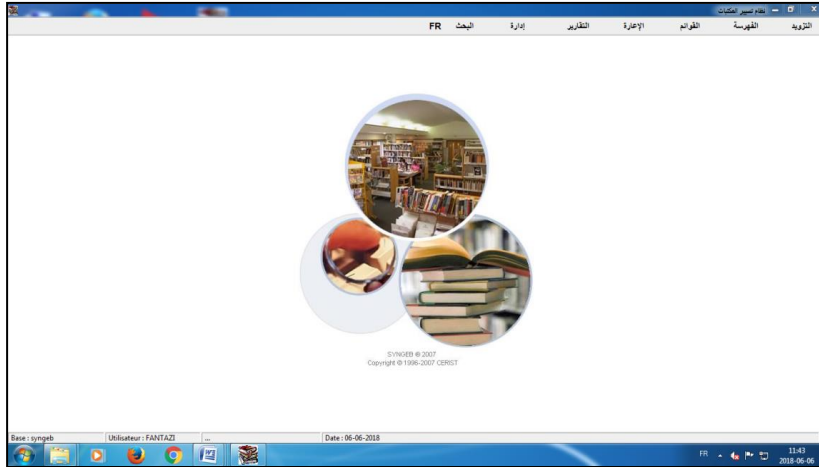 نظام تسيير المكتبات
التزويد الفهرسة القوائم الإعارة التقارير إدارة البحث FR
SYNGEB © 2007
Copyright © 1996-2007 CERIST
Base : syngeb Utilisateur : FANTAZI ... Date : 06-06-2018
FR 11:43
2018-06-06